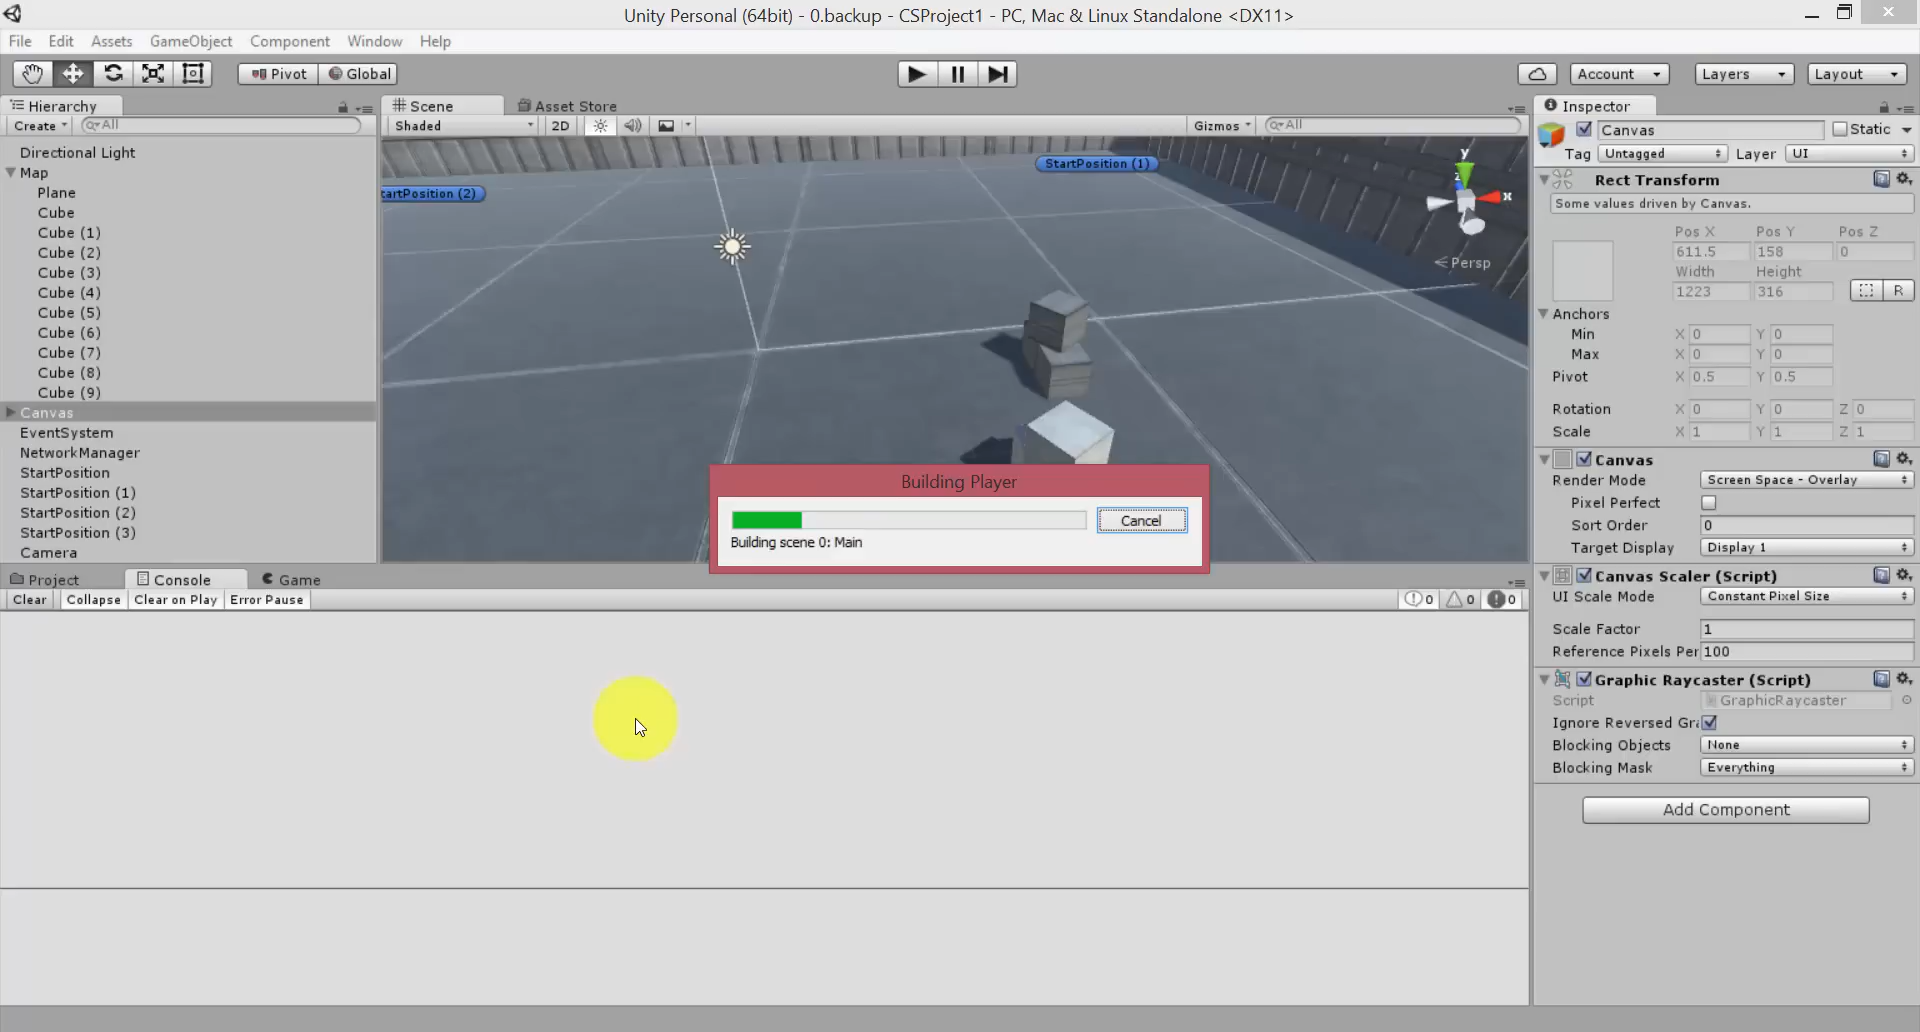 Unity Personal (64bit) - 0.backup - CSProject1 - PC, Mac & Linux Standalone <DX11>
File Edit Assets GameObject Component Window Help
Pivot Global Account Layers Layout
Hierarchy
Create All
Directional Light
Map
Plane
Cube
Cube (1)
Cube (2)
Cube (3)
Cube (4)
Cube (5)
Cube (6)
Cube (7)
Cube (8)
Cube (9)
Canvas
EventSystem
NetworkManager
StartPosition
StartPosition (1)
StartPosition (2)
StartPosition (3)
Camera
Scene Asset Store
Shaded 2D Gizmos All
StartPosition (1)
tartPosition (2)
y
z
x
Persp
Building Player
Cancel
Building scene 0: Main
Project Console Game
Clear Collapse Clear on Play Error Pause 0 0 0
Inspector
Canvas Static
Tag Untagged Layer UI
Rect Transform
Some values driven by Canvas.
Pos X Pos Y Pos Z
611.5 158 0
Width Height
1223 316 R
Anchors
Min X 0 Y 0
Max X 0 Y 0
Pivot X 0.5 Y 0.5
Rotation X 0 Y 0 Z 0
Scale X 1 Y 1 Z 1
Canvas
Render Mode Screen Space - Overlay
Pixel Perfect
Sort Order 0
Target Display Display 1
Canvas Scaler (Script)
UI Scale Mode Constant Pixel Size
Scale Factor 1
Reference Pixels Per 100
Graphic Raycaster (Script)
Script GraphicRaycaster
Ignore Reversed Gra
Blocking Objects None
Blocking Mask Everything
Add Component